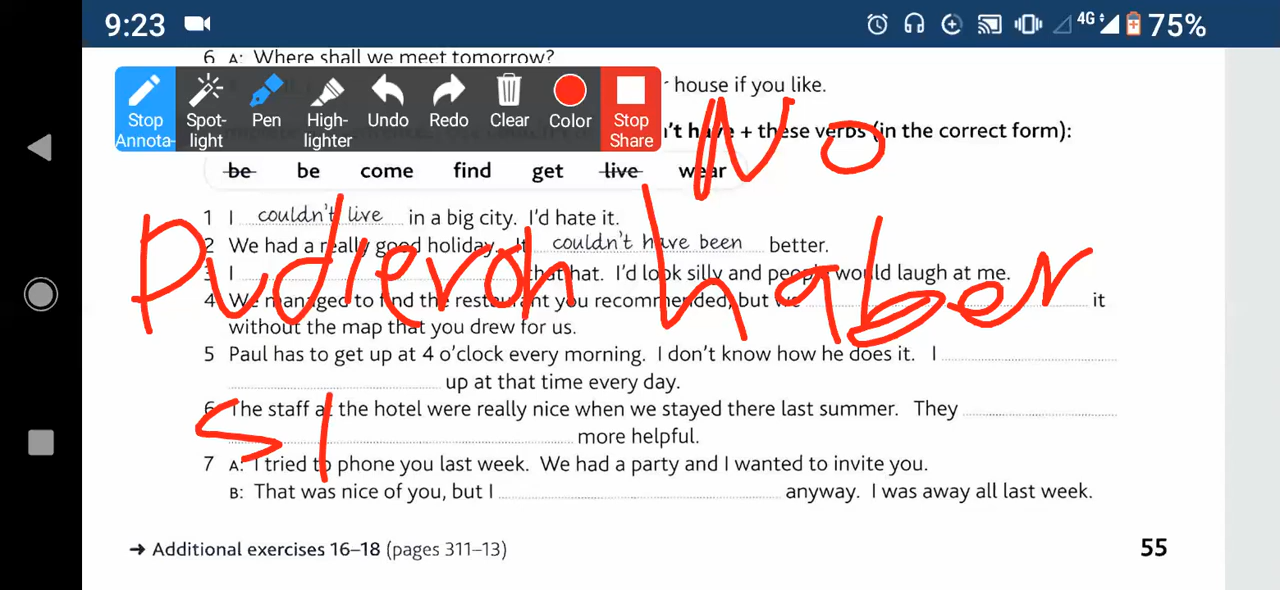 9:23 4G 75%
6 A: Where shall we meet tomorrow?
house if you like.
Stop Annota- Spot- light Pen High- lighter Undo Redo Clear Color Stop Share
't have + these verbs (in the correct form):
No
be be come find get live wear
1 I couldn't live in a big city. I'd hate it.
2 We had a really good holiday. It couldn't have been better.
Pudieron haber
3 I that hat. I'd look silly and people would laugh at me.
4 We managed to find the restaurant you recommended, but we it
without the map that you drew for us.
5 Paul has to get up at 4 o'clock every morning. I don't know how he does it. I
up at that time every day.
SI
6 The staff at the hotel were really nice when we stayed there last summer. They
more helpful.
7 A: I tried to phone you last week. We had a party and I wanted to invite you.
B: That was nice of you, but I anyway. I was away all last week.
→ Additional exercises 16–18 (pages 311–13) 55